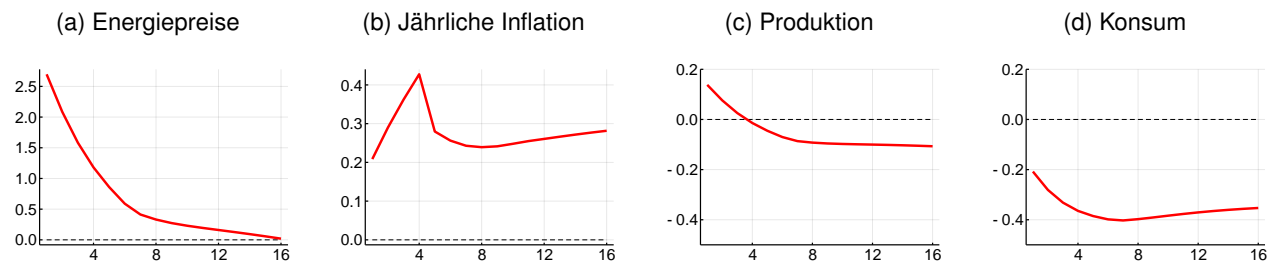 (a) Energiepreise
2.5
2.0
1.5
1.0
0.5
0.0
4 8 12 16
(b) Jährliche Inflation
0.4
0.3
0.2
0.1
0.0
4 8 12 16
(c) Produktion
0.2
0.0
- 0.2
- 0.4
4 8 12 16
(d) Konsum
0.2
0.0
- 0.2
- 0.4
4 8 12 16